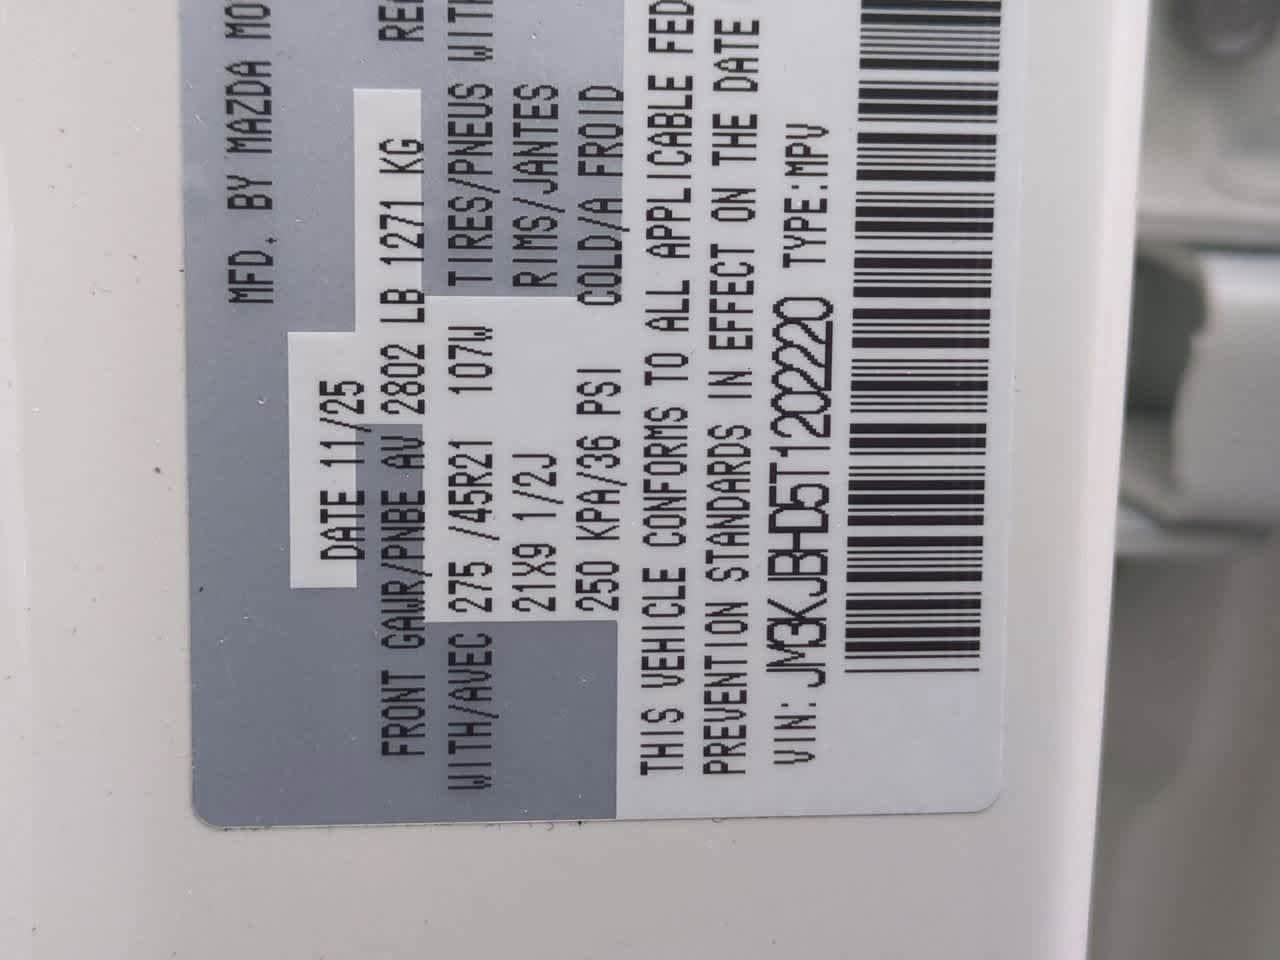 MFD. BY MAZDA MO
DATE 11/25
FRONT GAWR/PNBE AV 2802 LB 1271 KG
WITH/AVEC 275 /45R21 107W TIRES/PNEUS WITH
21X9 1/2J RIMS/JANTES
250 KPA/36 PSI COLD/A FROID
THIS VEHICLE CONFORMS TO ALL APPLICABLE FED
PREVENTION STANDARDS IN EFFECT ON THE DATE
VIN: JM3KJBHD5T1202220 TYPE:MPV